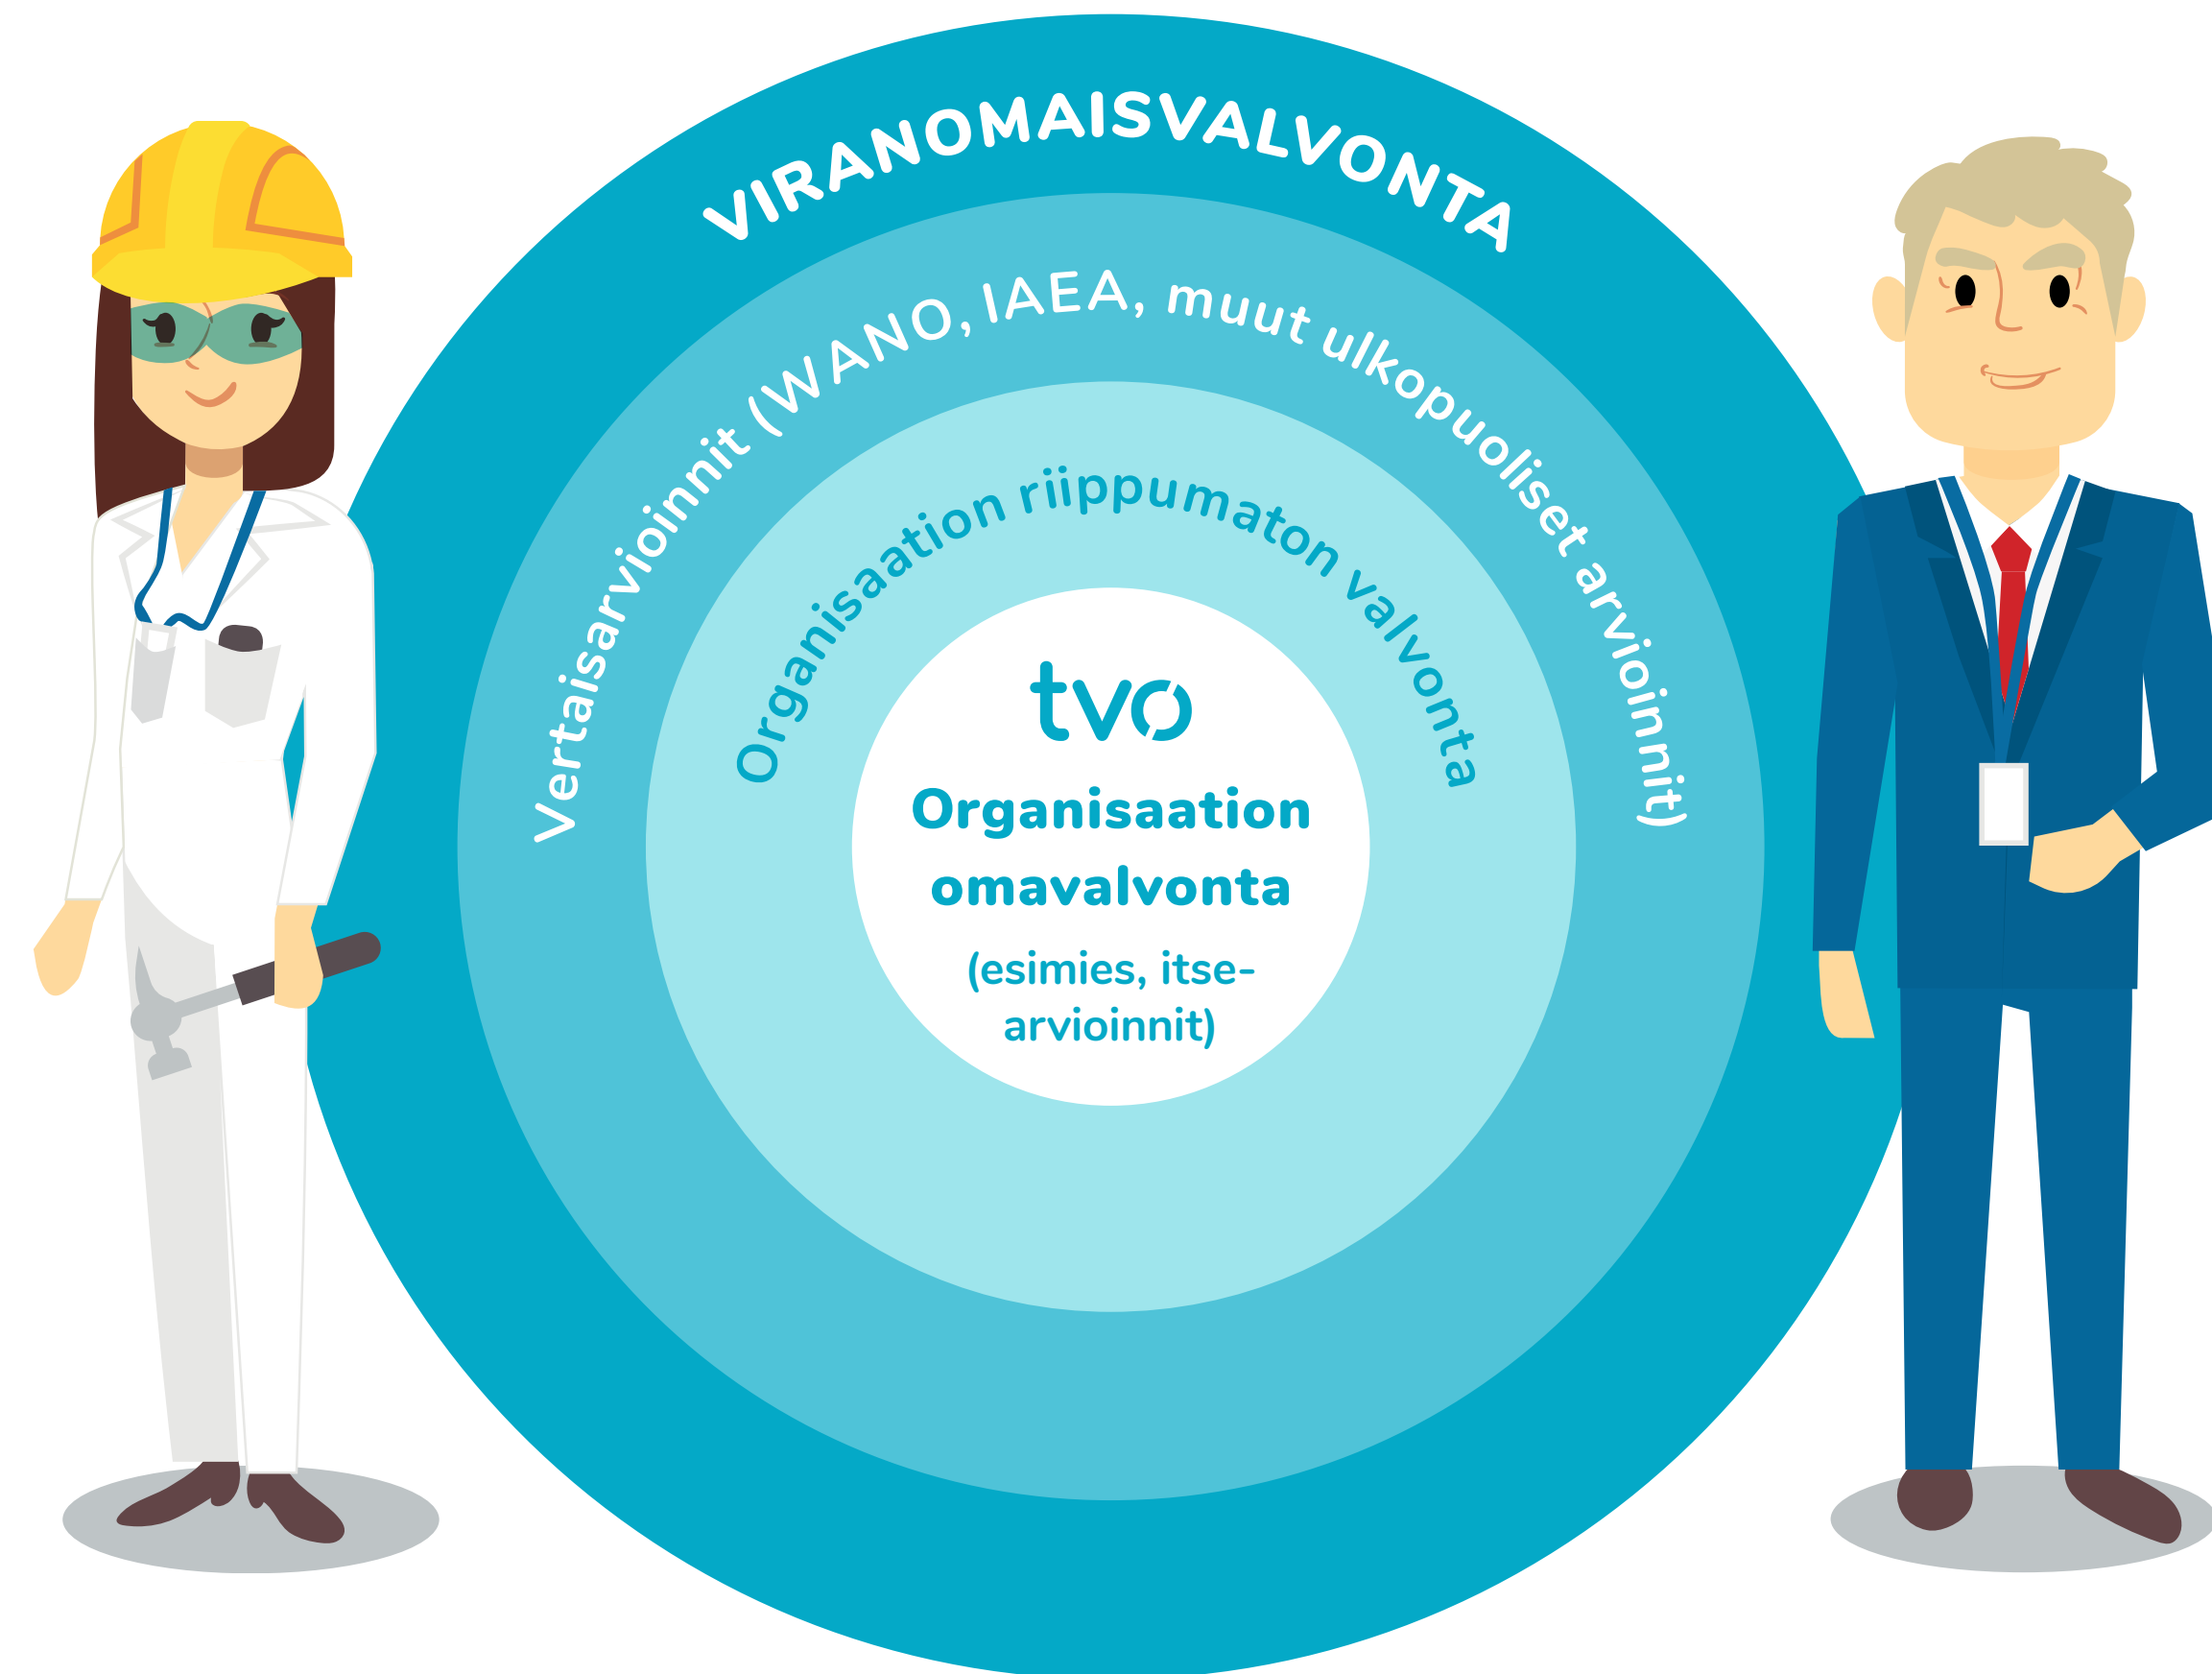 VIRANOMAISVALVONTA
Vertaisarvioinnit (WANO, IAEA, muut ulkopuoliset arvioinnit)
Organisaation riippumaton valvonta
tvo
Organisaation
omavalvonta
(esimies, itse-
arvioinnit)